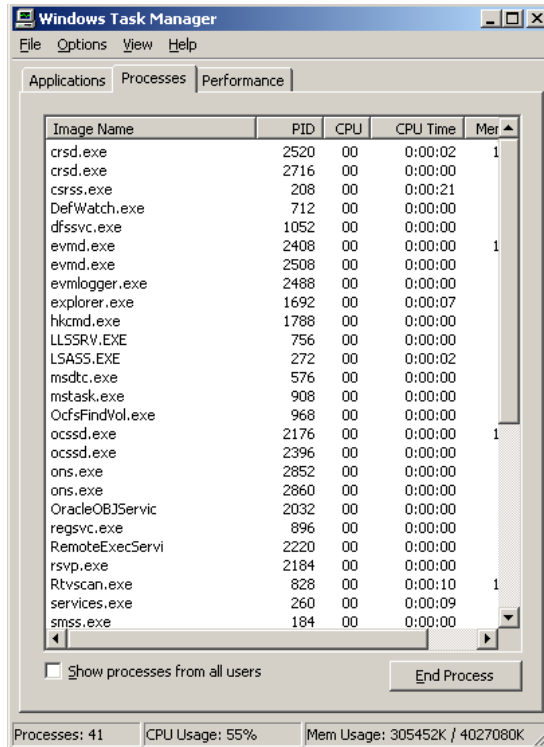 Windows Task Manager
File Options View Help
Applications Processes Performance
Image Name PID CPU CPU Time Mer
crsd.exe 2520 00 0:00:02 1
crsd.exe 2716 00 0:00:00
csrss.exe 208 00 0:00:21
DefWatch.exe 712 00 0:00:00
dfssvc.exe 1052 00 0:00:00
evmd.exe 2408 00 0:00:00 1
evmd.exe 2508 00 0:00:00
evmlogger.exe 2488 00 0:00:00
explorer.exe 1692 00 0:00:07
hkcmd.exe 1788 00 0:00:00
LLSSRV.EXE 756 00 0:00:00
LSASS.EXE 272 00 0:00:02
msdtc.exe 576 00 0:00:00
mstask.exe 908 00 0:00:00
OcfsFindVol.exe 968 00 0:00:00
ocssd.exe 2176 00 0:00:00 1
ocssd.exe 2396 00 0:00:00
ons.exe 2852 00 0:00:00
ons.exe 2860 00 0:00:00
OracleOBJServic 2032 00 0:00:00
regsvc.exe 896 00 0:00:00
RemoteExecServi 2220 00 0:00:00
rsvp.exe 2184 00 0:00:00
Rtvscan.exe 828 00 0:00:10 1
services.exe 260 00 0:00:09
smss.exe 184 00 0:00:00
Show processes from all users End Process
Processes: 41 CPU Usage: 55% Mem Usage: 305452K / 4027080K